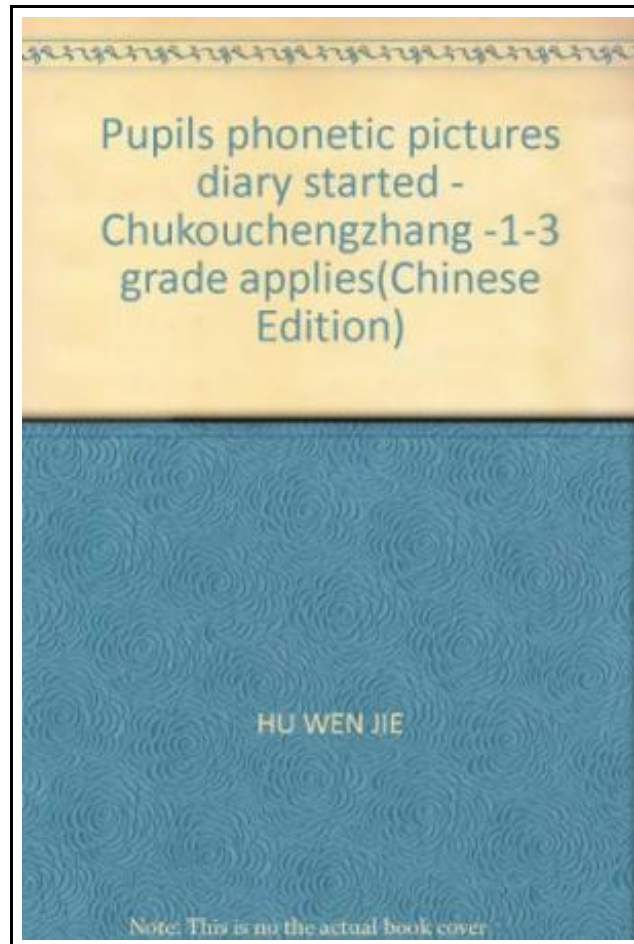 Pupils phonetic pictures
diary started -
Chukouchengzhang -1-3
grade applies(Chinese
Edition)
HU WEN JIE
Note: This is no the actual book cover